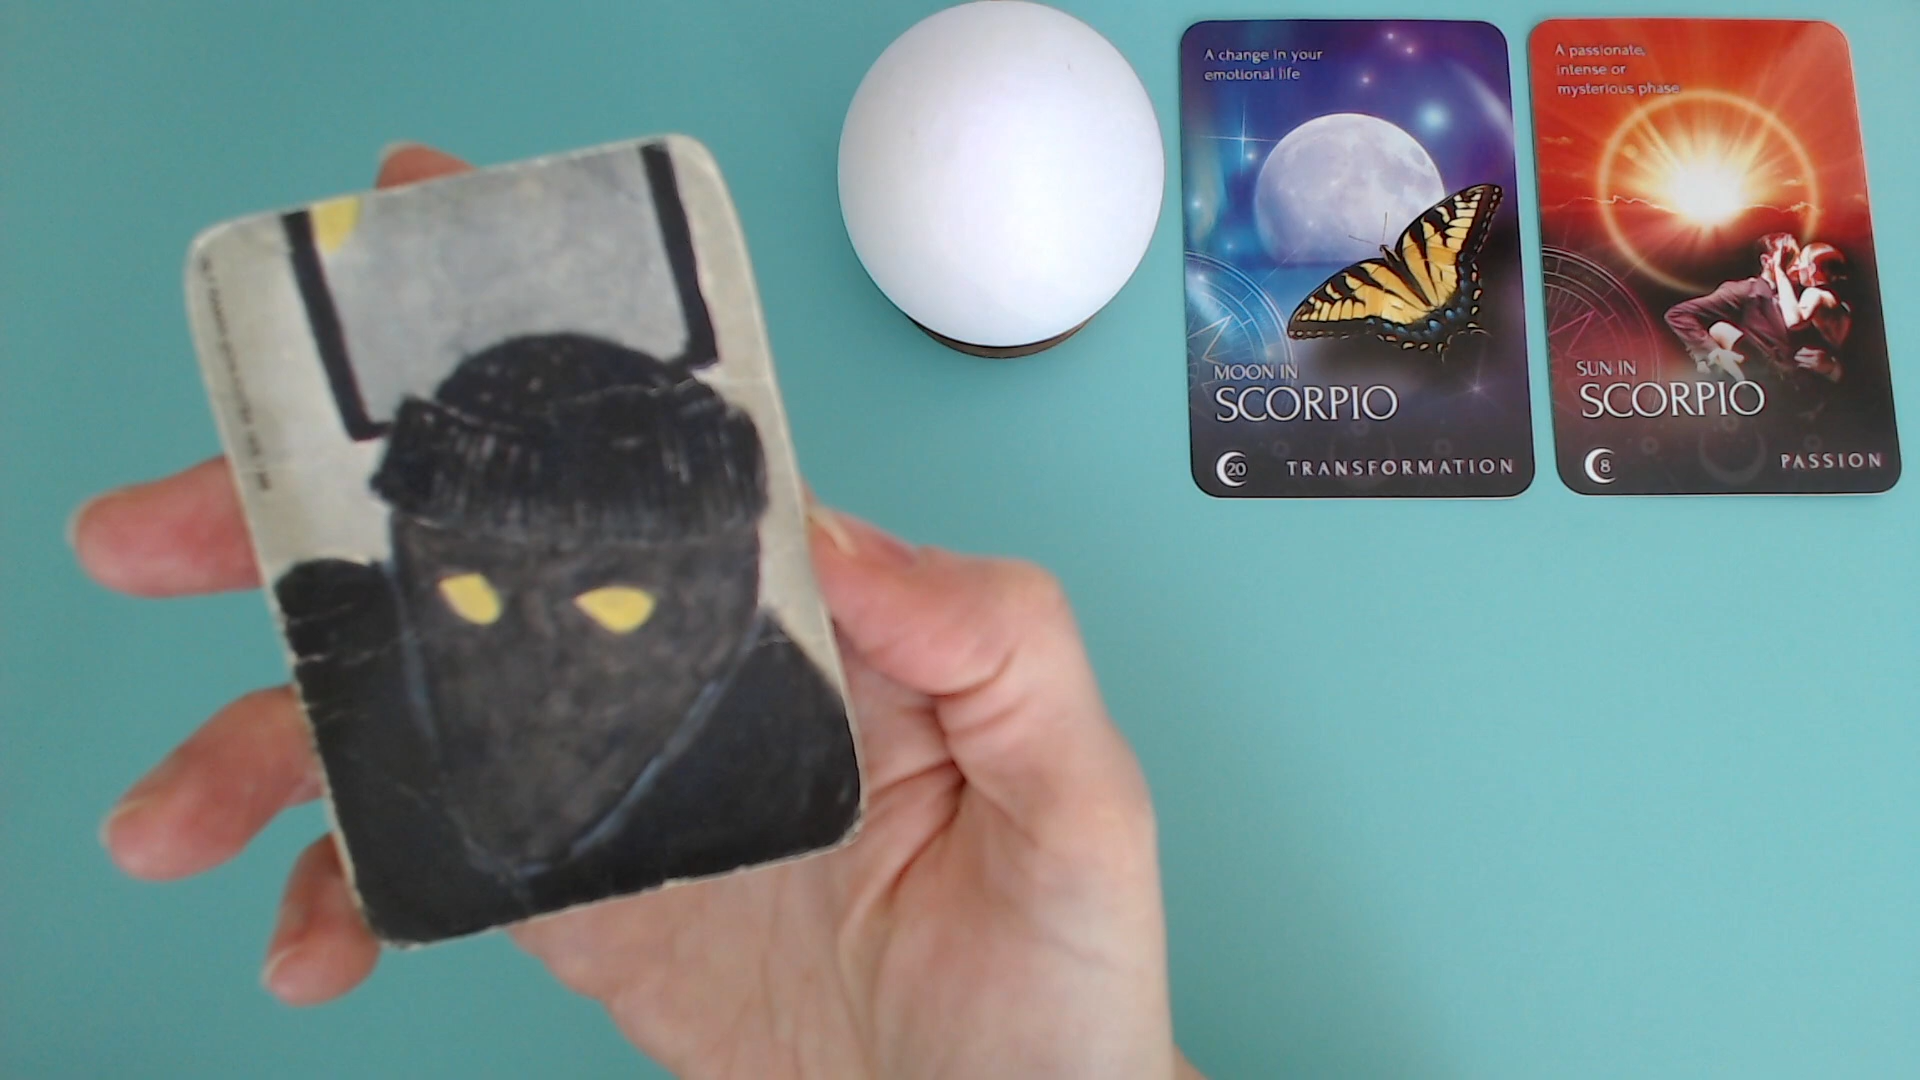 A change in your
emotional life
MOON IN
SCORPIO
20
TRANSFORMATION
A passionate,
intense or
mysterious phase
SUN IN
SCORPIO
8
PASSION